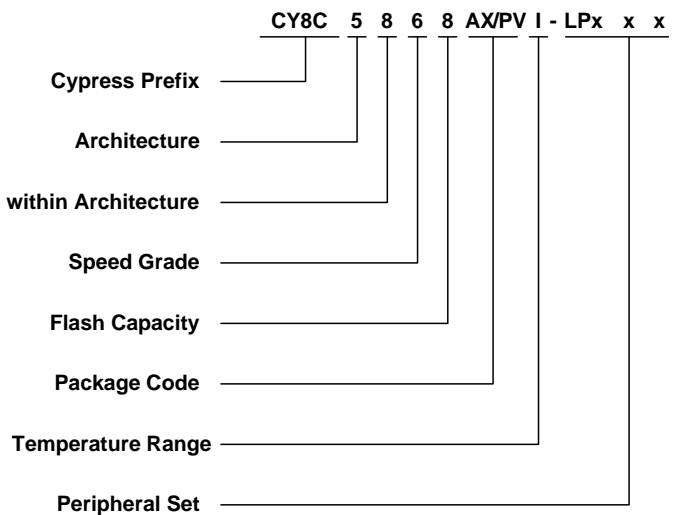 CY8C 5 8 6 8 AX/PV I - LPx x x
Cypress Prefix
Architecture
within Architecture
Speed Grade
Flash Capacity
Package Code
Temperature Range
Peripheral Set